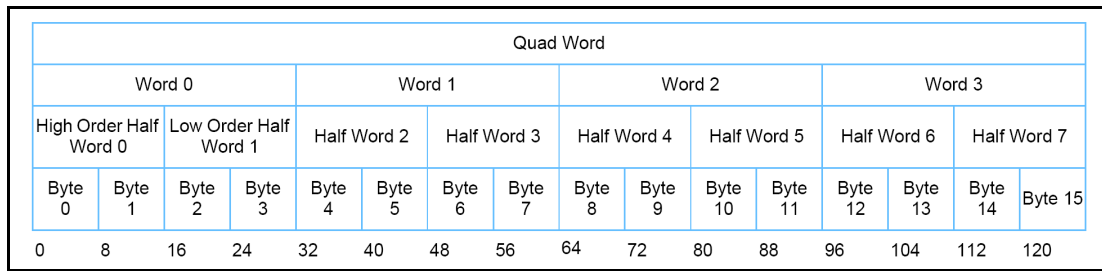 Quad Word
Word 0 Word 1 Word 2 Word 3
High Order Half Low Order Half
Word 0 Word 1 Half Word 2 Half Word 3 Half Word 4 Half Word 5 Half Word 6 Half Word 7
Byte Byte Byte Byte Byte Byte Byte Byte Byte Byte Byte Byte Byte Byte Byte Byte 15
0 1 2 3 4 5 6 7 8 9 10 11 12 13 14
0 8 16 24 32 40 48 56 64 72 80 88 96 104 112 120